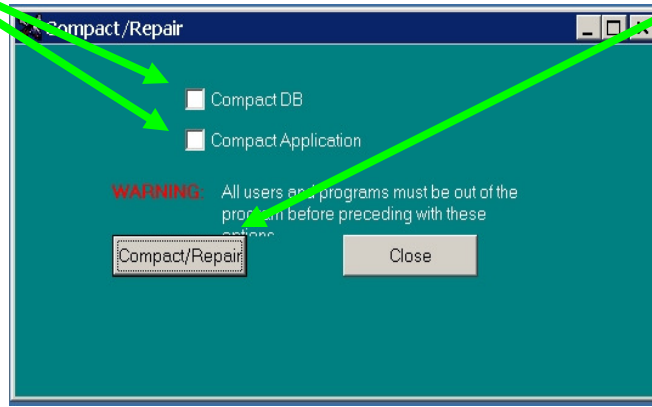 Compact/Repair
Compact DB
Compact Application
WARNING: All users and programs must be out of the
program before preceding with these
options
Compact/Repair Close